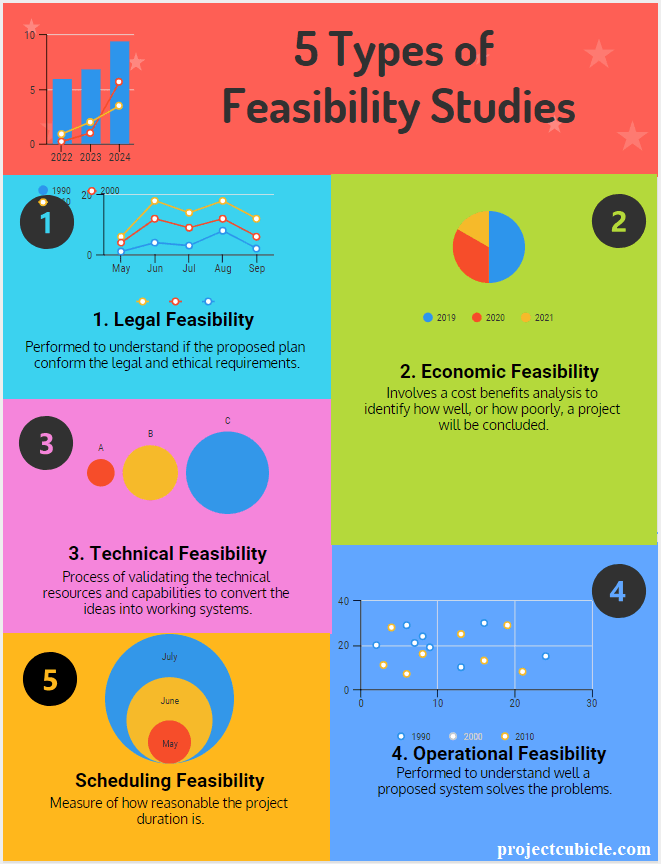 5 Types of
Feasibility Studies
10
5
0
2022 2023 2024
1990 2000
1
20
0
May Jun Jul Aug Sep
1. Legal Feasibility
Performed to understand if the proposed plan
conform the legal and ethical requirements.
2
2019 2020 2021
2. Economic Feasibility
Involves a cost benefits analysis to
identify how well, or how poorly, a project
will be concluded.
3
A
B
C
3. Technical Feasibility
Process of validating the technical
resources and capabilities to convert the
ideas into working systems.
4
40
20
0
0 10 20 30
1990 2000 2010
4. Operational Feasibility
Performed to understand well a
proposed system solves the problems.
5
July
June
May
Scheduling Feasibility
Measure of how reasonable the project
duration is.
projectcubicle.com